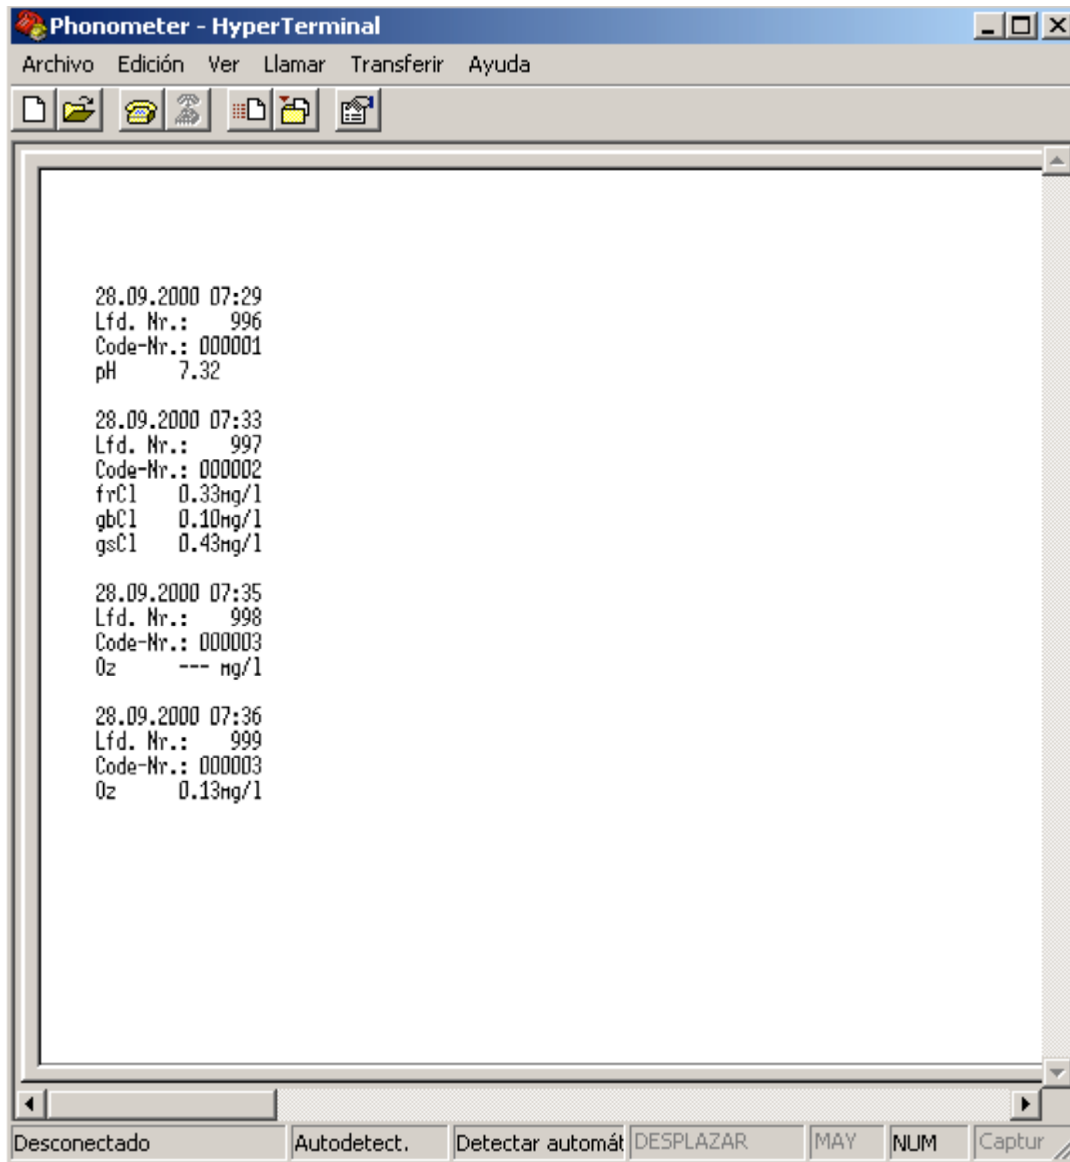 Phonometer - HyperTerminal
Archivo Edición Ver Llamar Transferir Ayuda
28.09.2000 07:29
Lfd. Nr.: 996
Code-Nr.: 000001
pH 7.32
28.09.2000 07:33
Lfd. Nr.: 997
Code-Nr.: 000002
frCl 0.33mg/l
gbCl 0.10mg/l
gsCl 0.43mg/l
28.09.2000 07:35
Lfd. Nr.: 998
Code-Nr.: 000003
Oz --- mg/l
28.09.2000 07:36
Lfd. Nr.: 999
Code-Nr.: 000003
Oz 0.13mg/l
Desconectado Autodetect. Detectar automát DESPLAZAR MAY NUM Captur